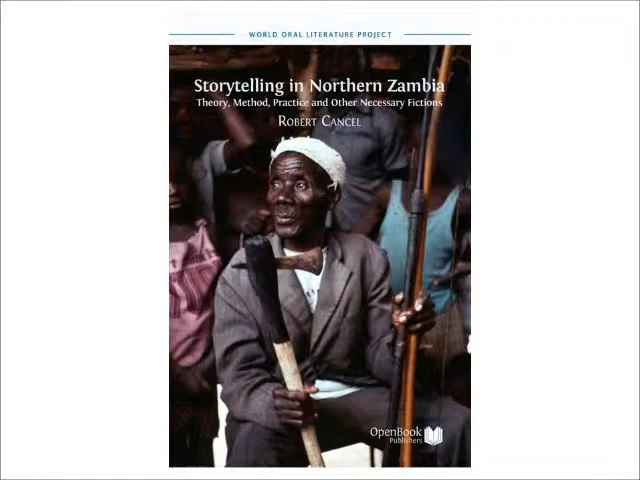 WORLD ORAL LITERATURE PROJECT
Storytelling in Northern Zambia
Theory, Method, Practice and Other Necessary Fictions
ROBERT CANCEL
OpenBook
Publishers